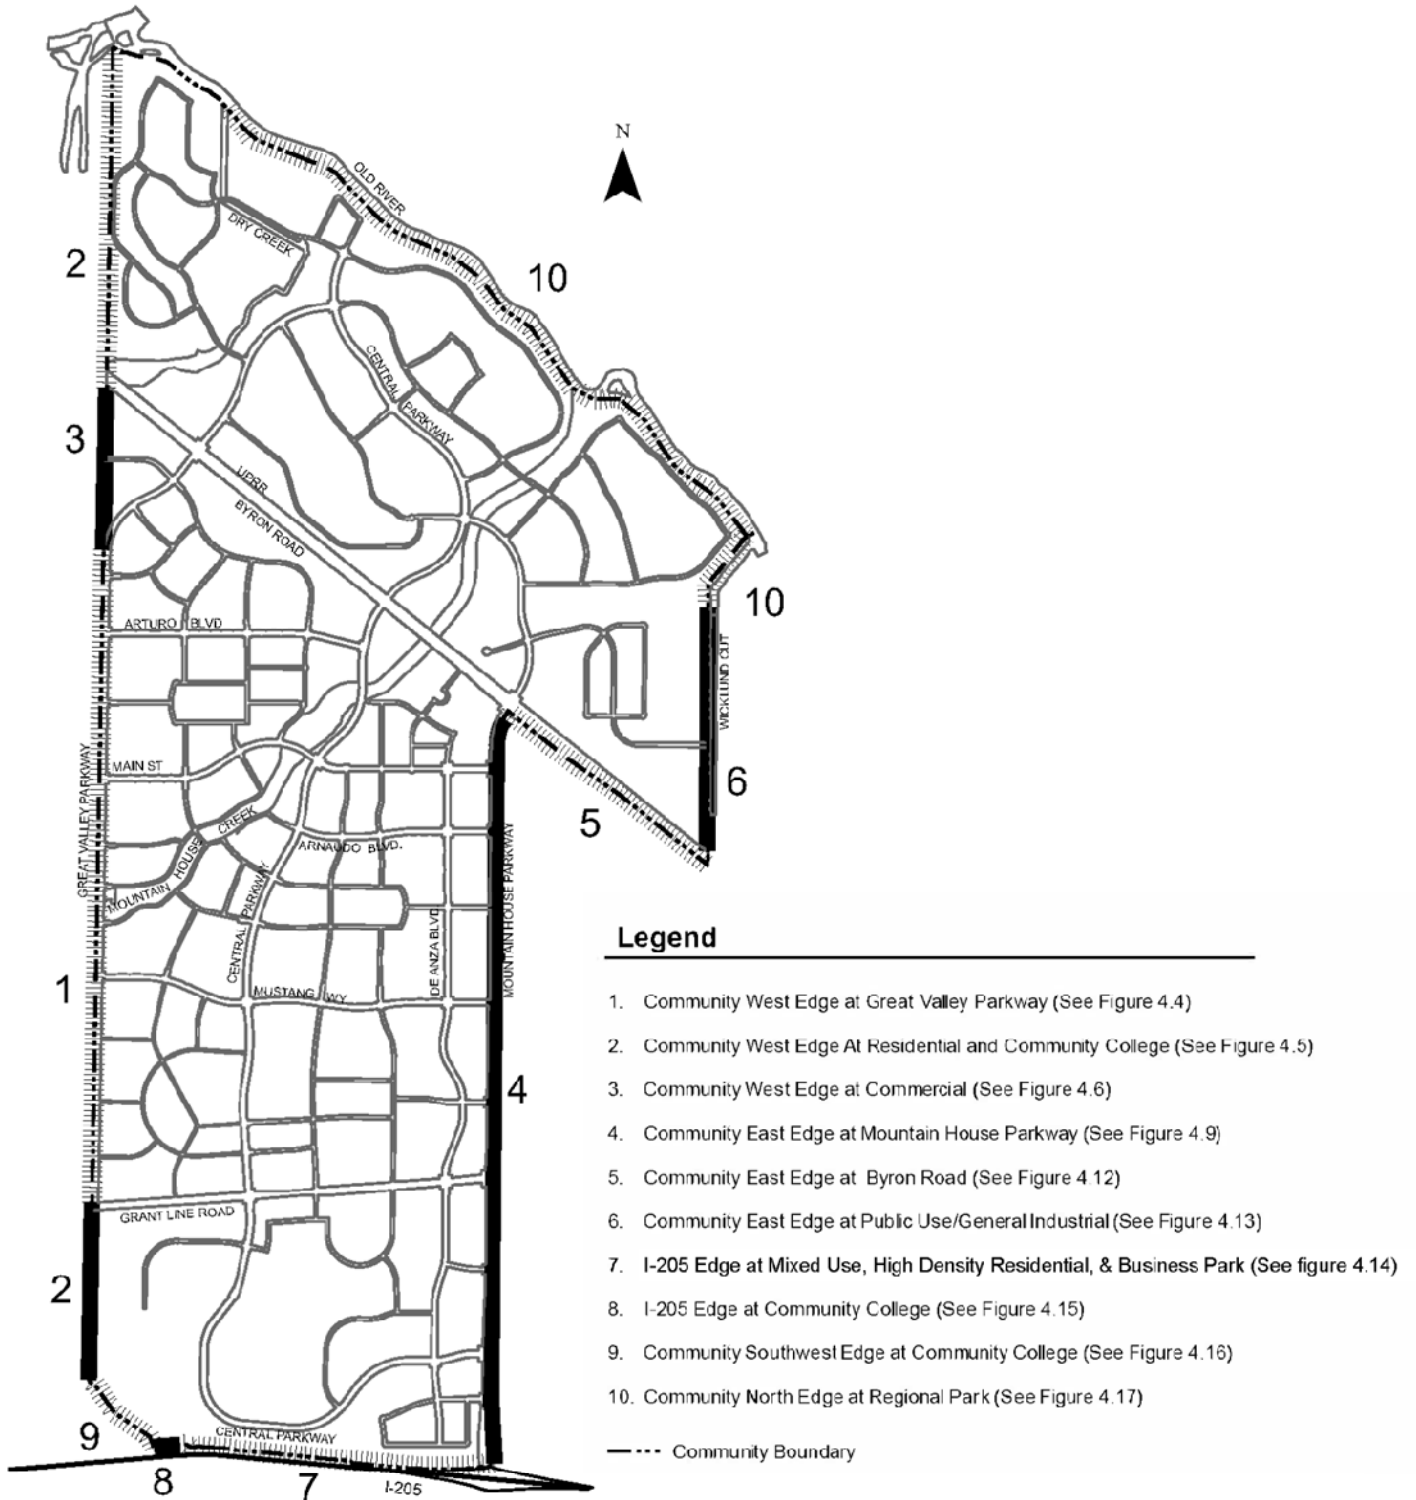 N
OLD RIVER
DRY CREEK
2
10
CENTRAL
PARKWAY
3
UPRR
BYRON ROAD
10
ARTURO BLVD
WICKLUND CUT
MAIN ST
GREAT VALLEY PARKWAY
6
5
CREEK
HOUSE
MOUNTAIN
ARNAUDO BLVD.
PARKWAY
CENTRAL
DE ANZA BLVD
MOUNTAIN HOUSE PARKWAY
1
MUSTANG WY
4
GRANT LINE ROAD
2
9
CENTRAL PARKWAY
8
7
I-205
Legend
1. Community West Edge at Great Valley Parkway (See Figure 4.4)
2. Community West Edge At Residential and Community College (See Figure 4.5)
3. Community West Edge at Commercial (See Figure 4.6)
4. Community East Edge at Mountain House Parkway (See Figure 4.9)
5. Community East Edge at Byron Road (See Figure 4.12)
6. Community East Edge at Public Use/General Industrial (See Figure 4.13)
7. I-205 Edge at Mixed Use, High Density Residential, & Business Park (See figure 4.14)
8. I-205 Edge at Community College (See Figure 4.15)
9. Community Southwest Edge at Community College (See Figure 4.16)
10. Community North Edge at Regional Park (See Figure 4.17)
Community Boundary